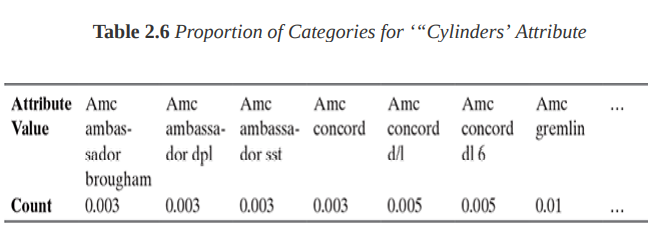 Table 2.6 Proportion of Categories for ‘“Cylinders’ Attribute
Attribute Amc Amc Amc Amc Amc Amc Amc ...
Value ambas- ambassa- ambassa- concord concord concord gremlin
sador dor dpl dor sst d/l dl 6
brougham
Count 0.003 0.003 0.003 0.003 0.005 0.005 0.01 ...